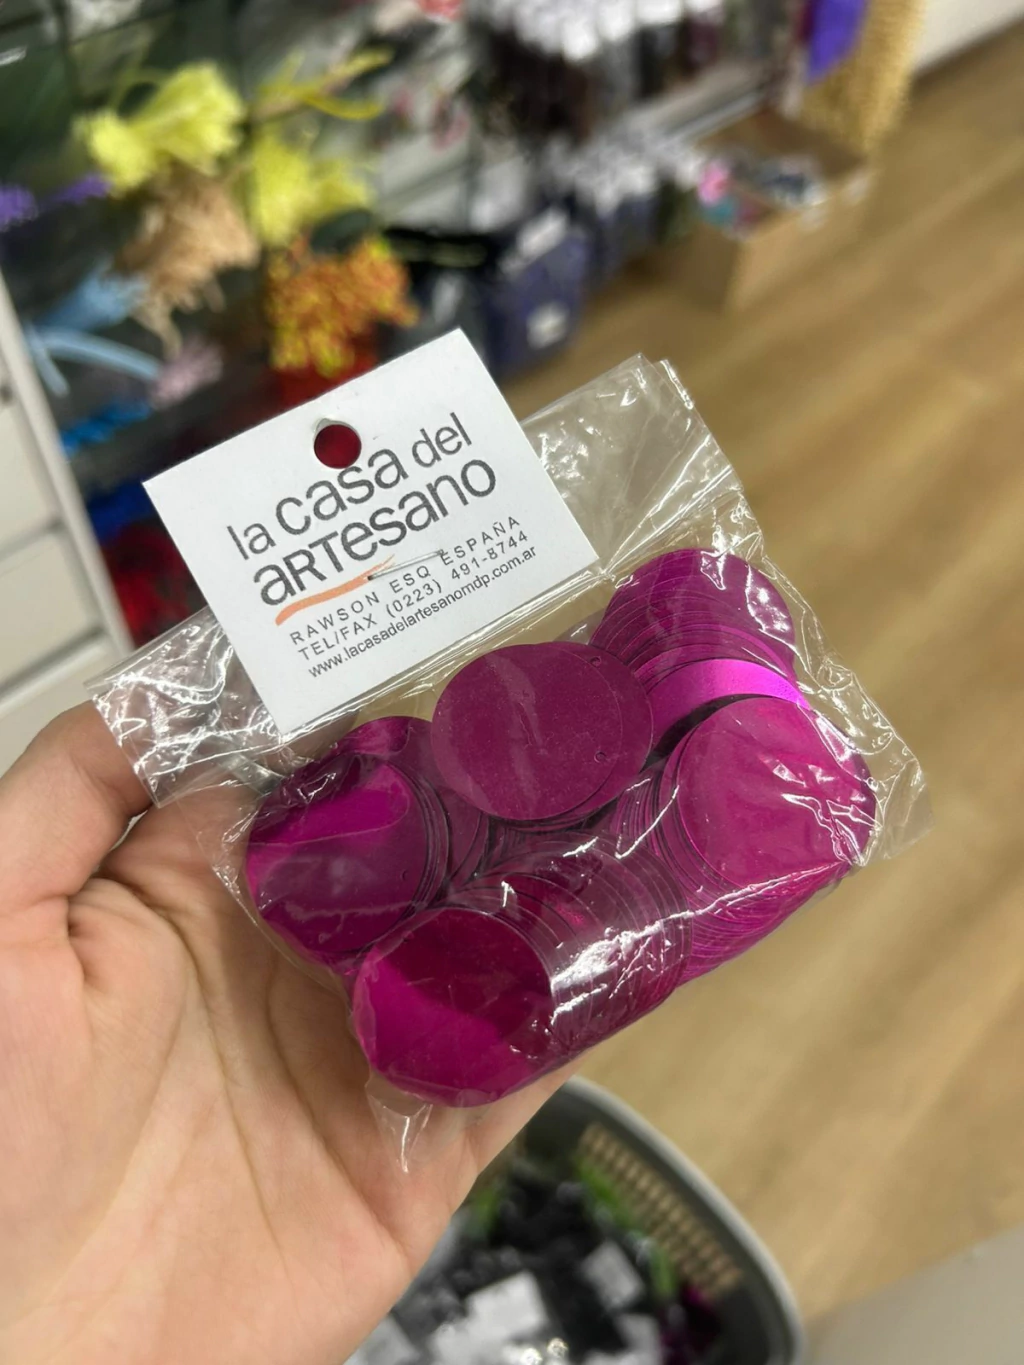 la casa del
aRTesano
RAWSON ESQ ESPAÑA
TEL/FAX (0223) 491-8744
www.lacasadelartesanomdp.com.ar